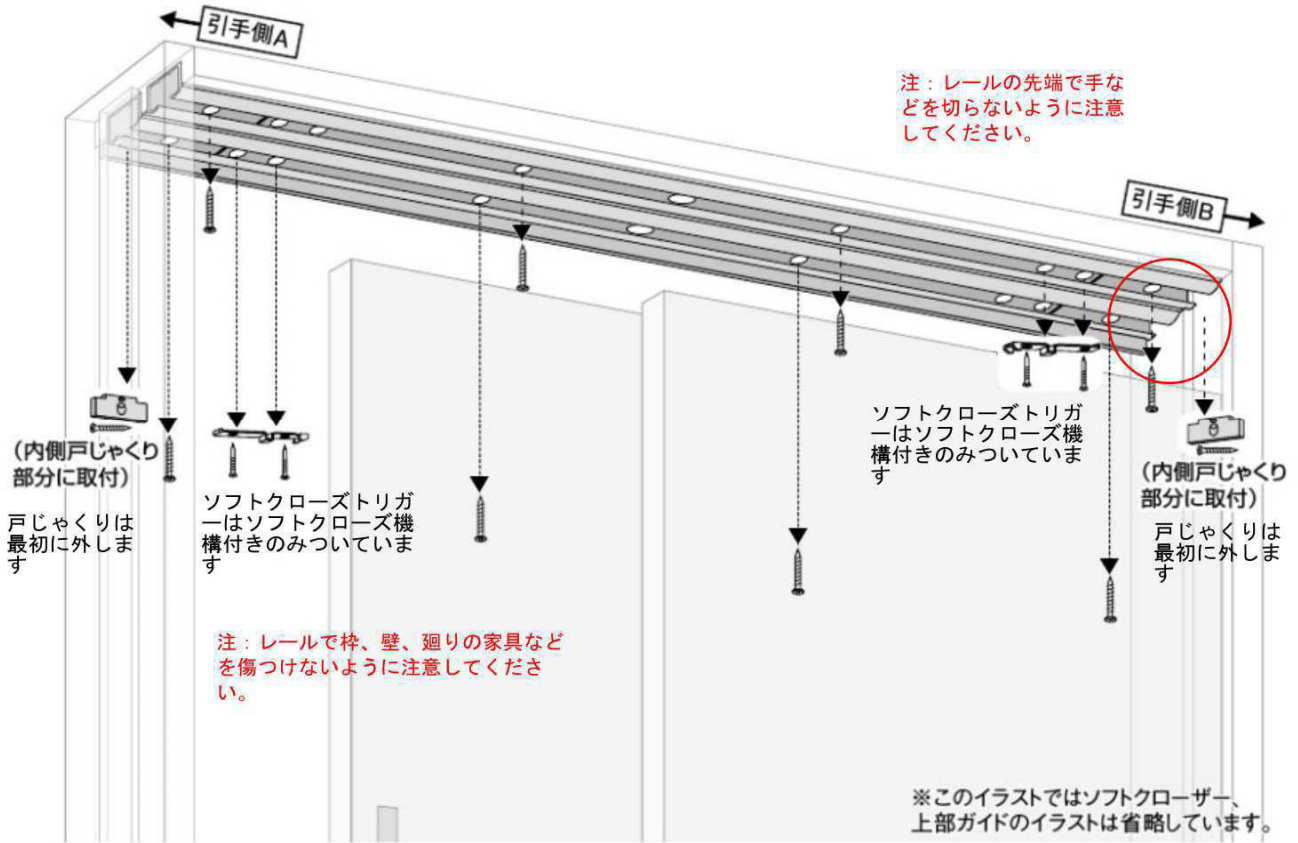 引手側A
注：レールの先端で手な
どを切らないように注意
してください。
引手側B
(内側戸じゃくり
部分に取付)
戸じゃくりは
最初に外しま
す
ソフトクローズトリガ
ーはソフトクローズ機
構付きのみついていま
す
ソフトクローズトリガ
ーはソフトクローズ機
構付きのみついていま
す
(内側戸じゃくり
部分に取付)
戸じゃくりは
最初に外しま
す
注：レールで枠、壁、廻りの家具など
を傷つけないように注意してくださ
い。
※このイラストではソフトクローザー、
上部ガイドのイラストは省略しています。